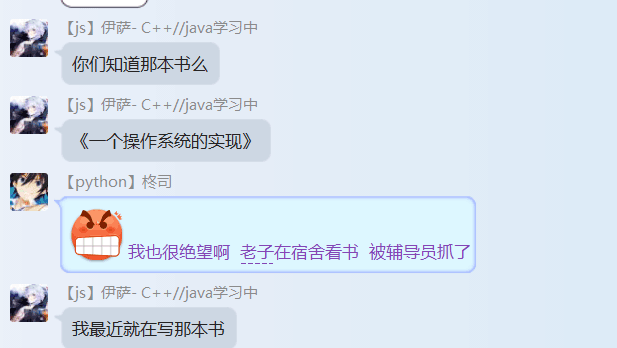 【js】伊萨- C++//java学习中
你们知道那本书么
【js】伊萨- C++//java学习中
《一个操作系统的实现》
【python】柊司
我也很绝望啊 老子在宿舍看书 被辅导员抓了
【js】伊萨- C++//java学习中
我最近就在写那本书